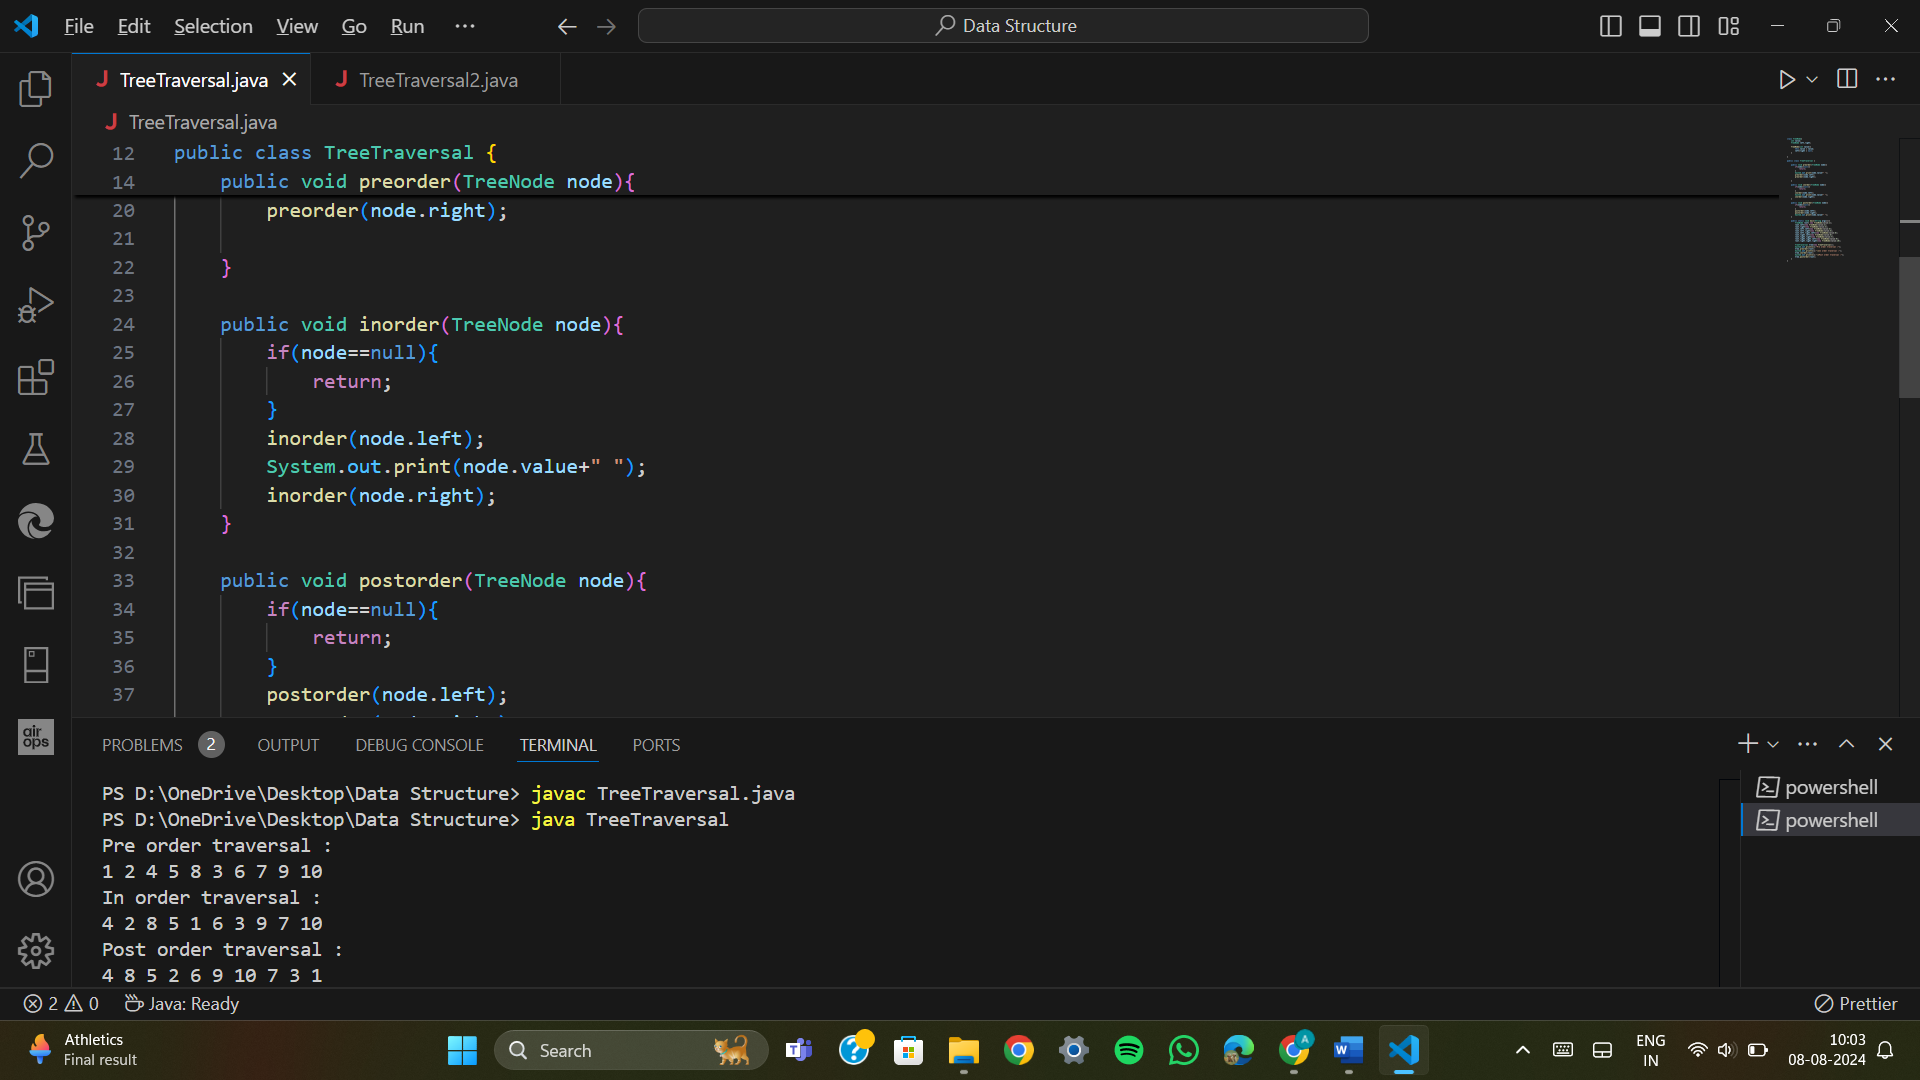 File Edit Selection View Go Run ··· Data Structure
TreeTraversal.java TreeTraversal2.java
TreeTraversal.java
12 public class TreeTraversal {
14 public void preorder(TreeNode node){
20 preorder(node.right);
21
22 }
23
24 public void inorder(TreeNode node){
25 if(node==null){
26 return;
27 }
28 inorder(node.left);
29 System.out.print(node.value+" ");
30 inorder(node.right);
31 }
32
33 public void postorder(TreeNode node){
34 if(node==null){
35 return;
36 }
37 postorder(node.left);
air ops
PROBLEMS 2 OUTPUT DEBUG CONSOLE TERMINAL PORTS
PS D:\OneDrive\Desktop\Data Structure> javac TreeTraversal.java
PS D:\OneDrive\Desktop\Data Structure> java TreeTraversal
Pre order traversal :
1 2 4 5 8 3 6 7 9 10
In order traversal :
4 2 8 5 1 6 3 9 7 10
Post order traversal :
4 8 5 2 6 9 10 7 3 1
powershell
powershell
2 0 Java: Ready Prettier
Athletics
Final result
Search
ENG
IN
10:03
08-08-2024